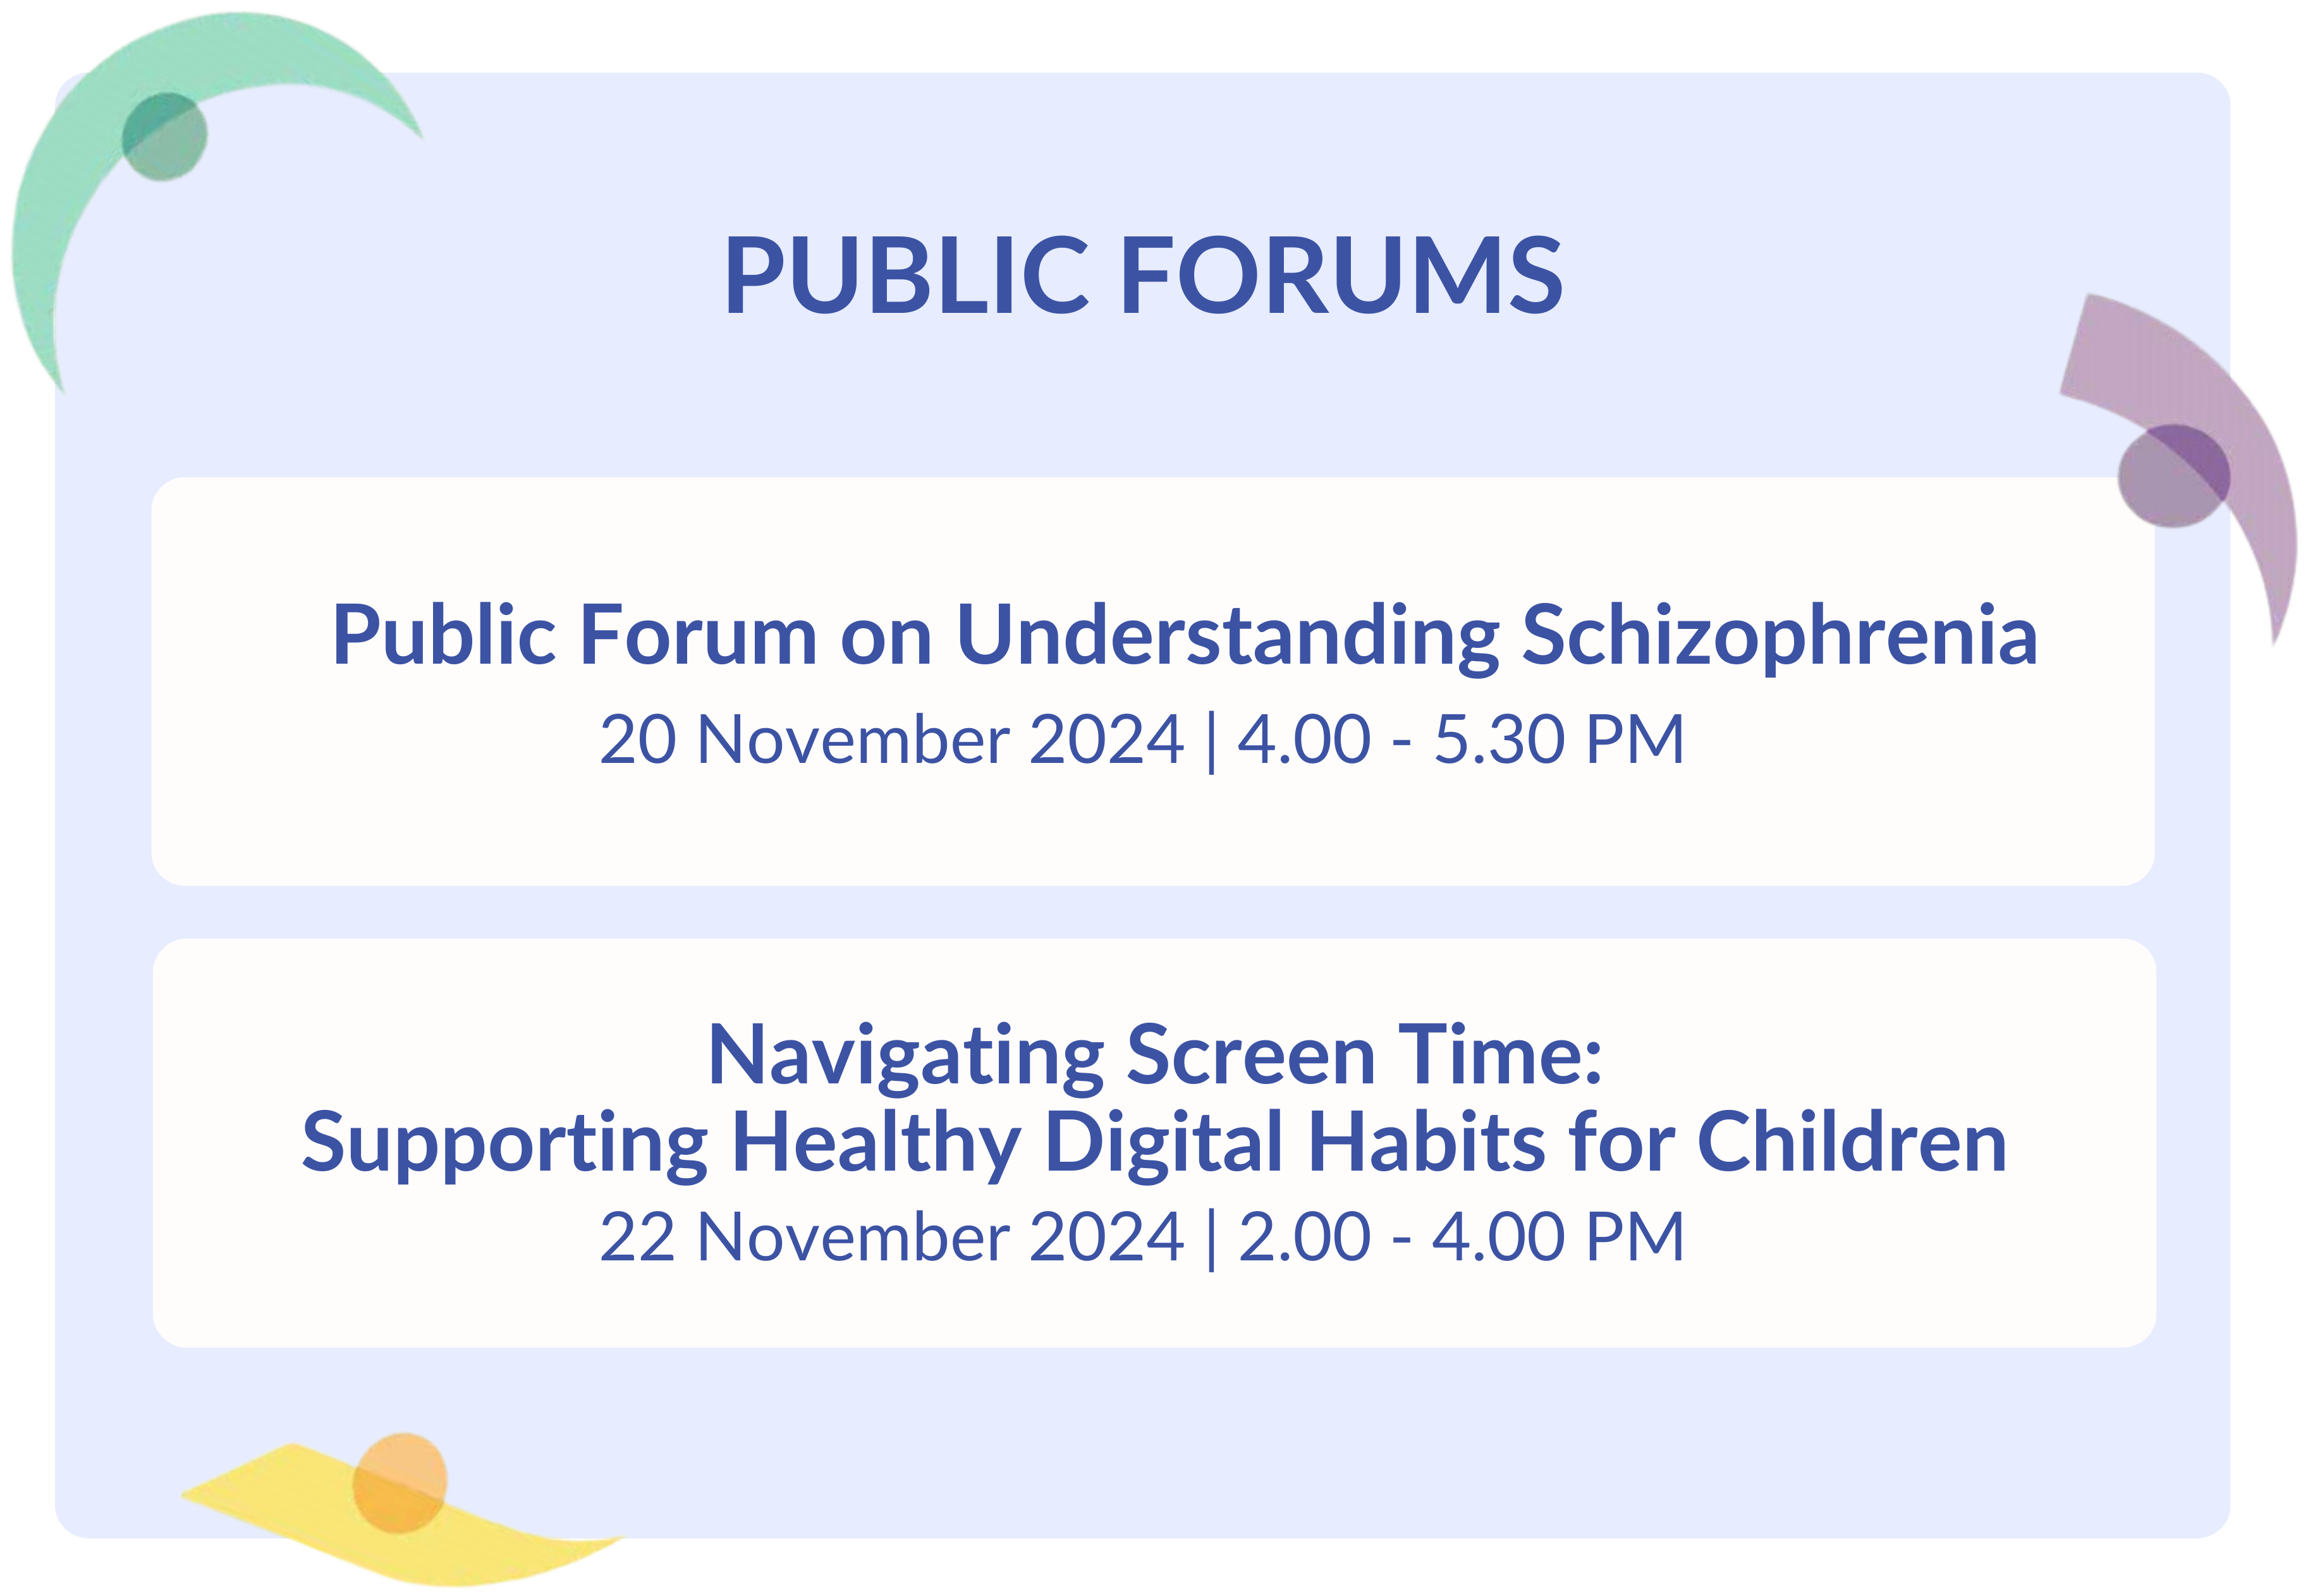 PUBLIC FORUMS
Public Forum on Understanding Schizophrenia
20 November 2024 | 4.00 - 5.30 PM
Navigating Screen Time:
Supporting Healthy Digital Habits for Children
22 November 2024 | 2.00 - 4.00 PM